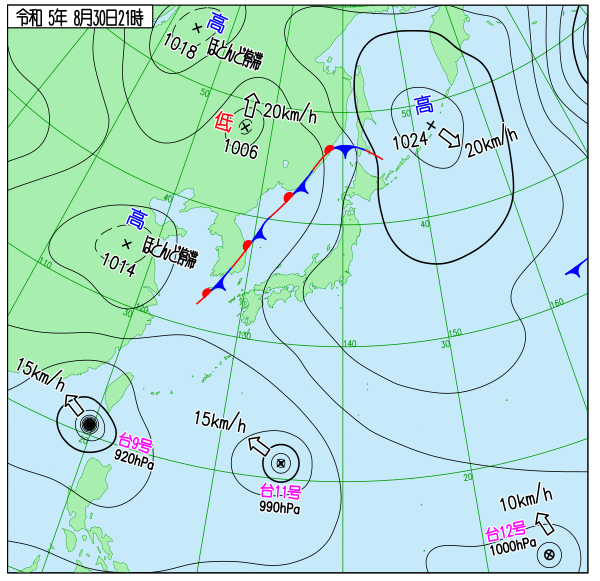 令和 5年 8月30日21時
高
1018
ほとんど停滞
50
低
20km/h
1006
50
高
1024
20km/h
40
40
高
ほとんど停滞
1014
110
30
120
130
140
30
150
160
15km/h
20
台9号
920hPa
15km/h
台11号
990hPa
20
10km/h
台12号
1000hPa